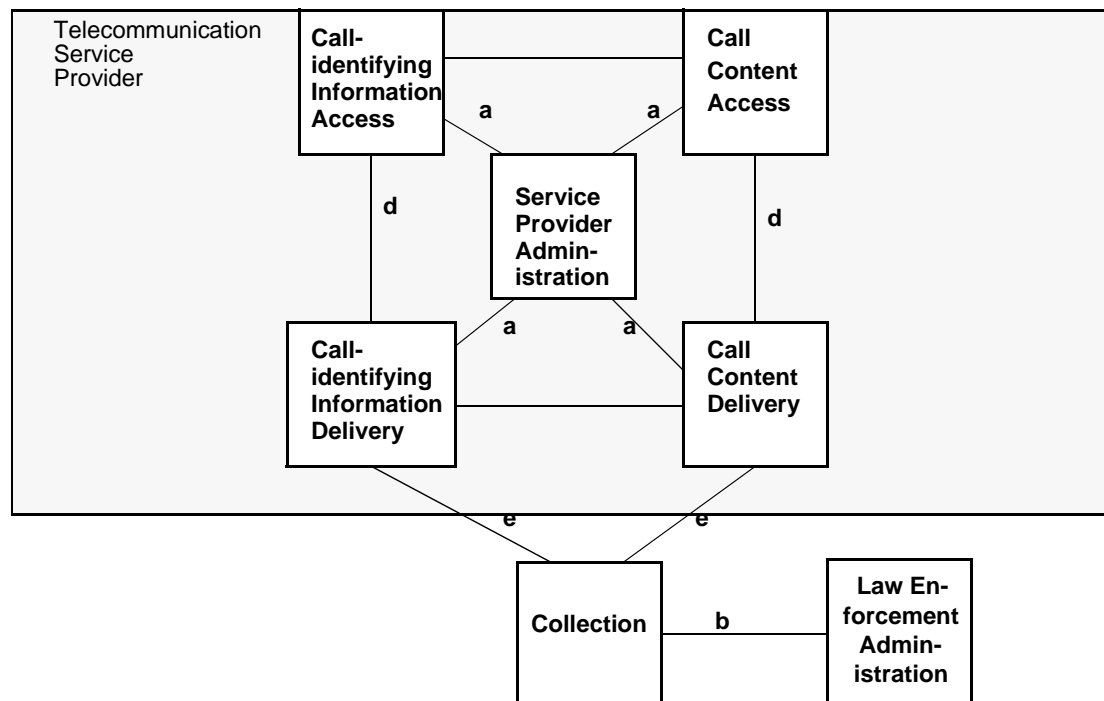 Telecommunication
Service
Provider
Call-
identifying
Information
Access
Call
Content
Access
a
a
Service
Provider
Admin-
istration
d
d
a
a
Call-
identifying
Information
Delivery
Call
Content
Delivery
e
e
Collection
b
Law En-
forcement
Admin-
istration